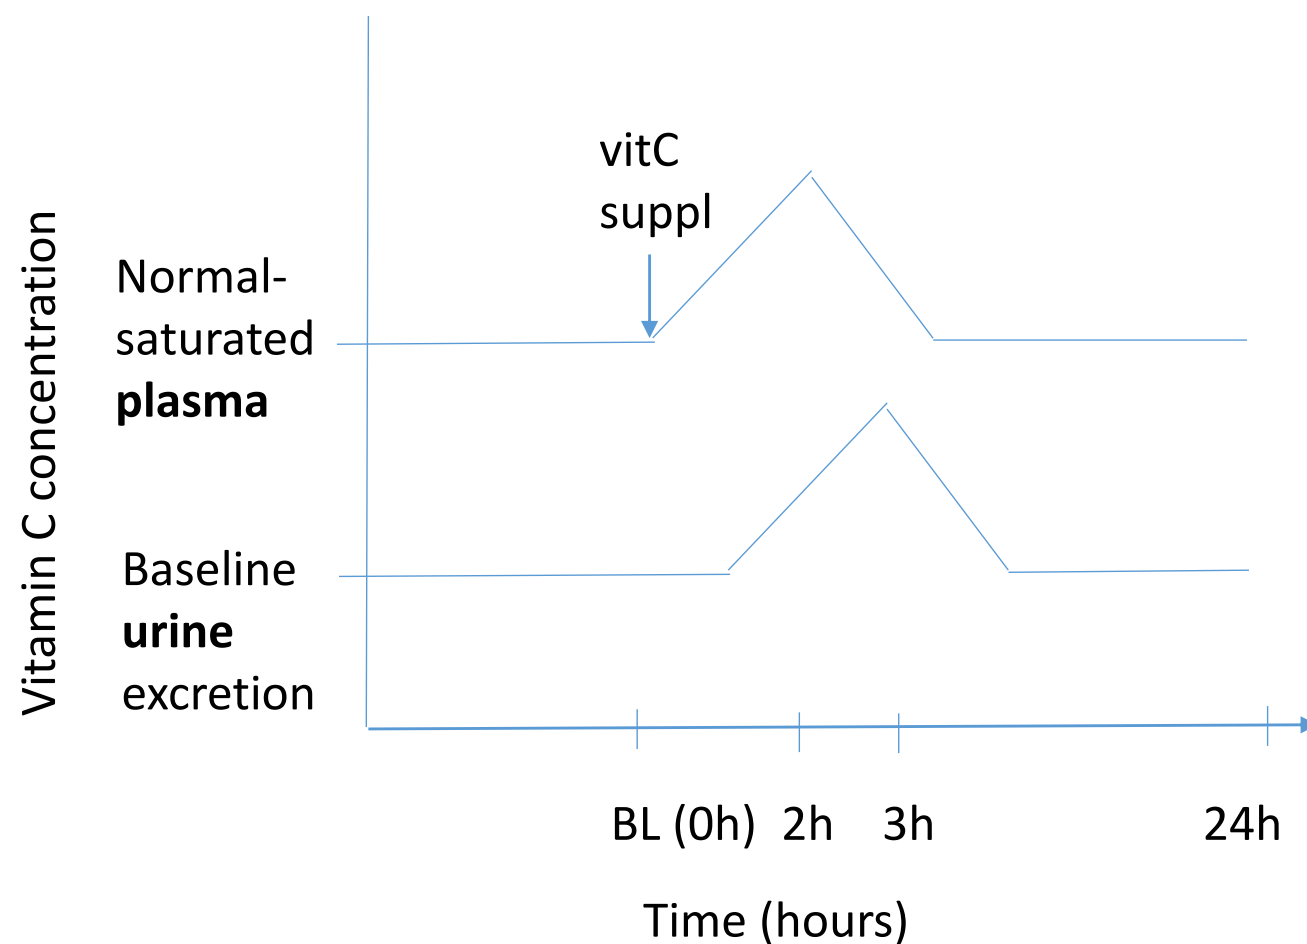 vitC
suppl
Vitamin C concentration
Normal-
saturated
plasma
Baseline
urine
excretion
BL (0h) 2h 3h 24h
Time (hours)